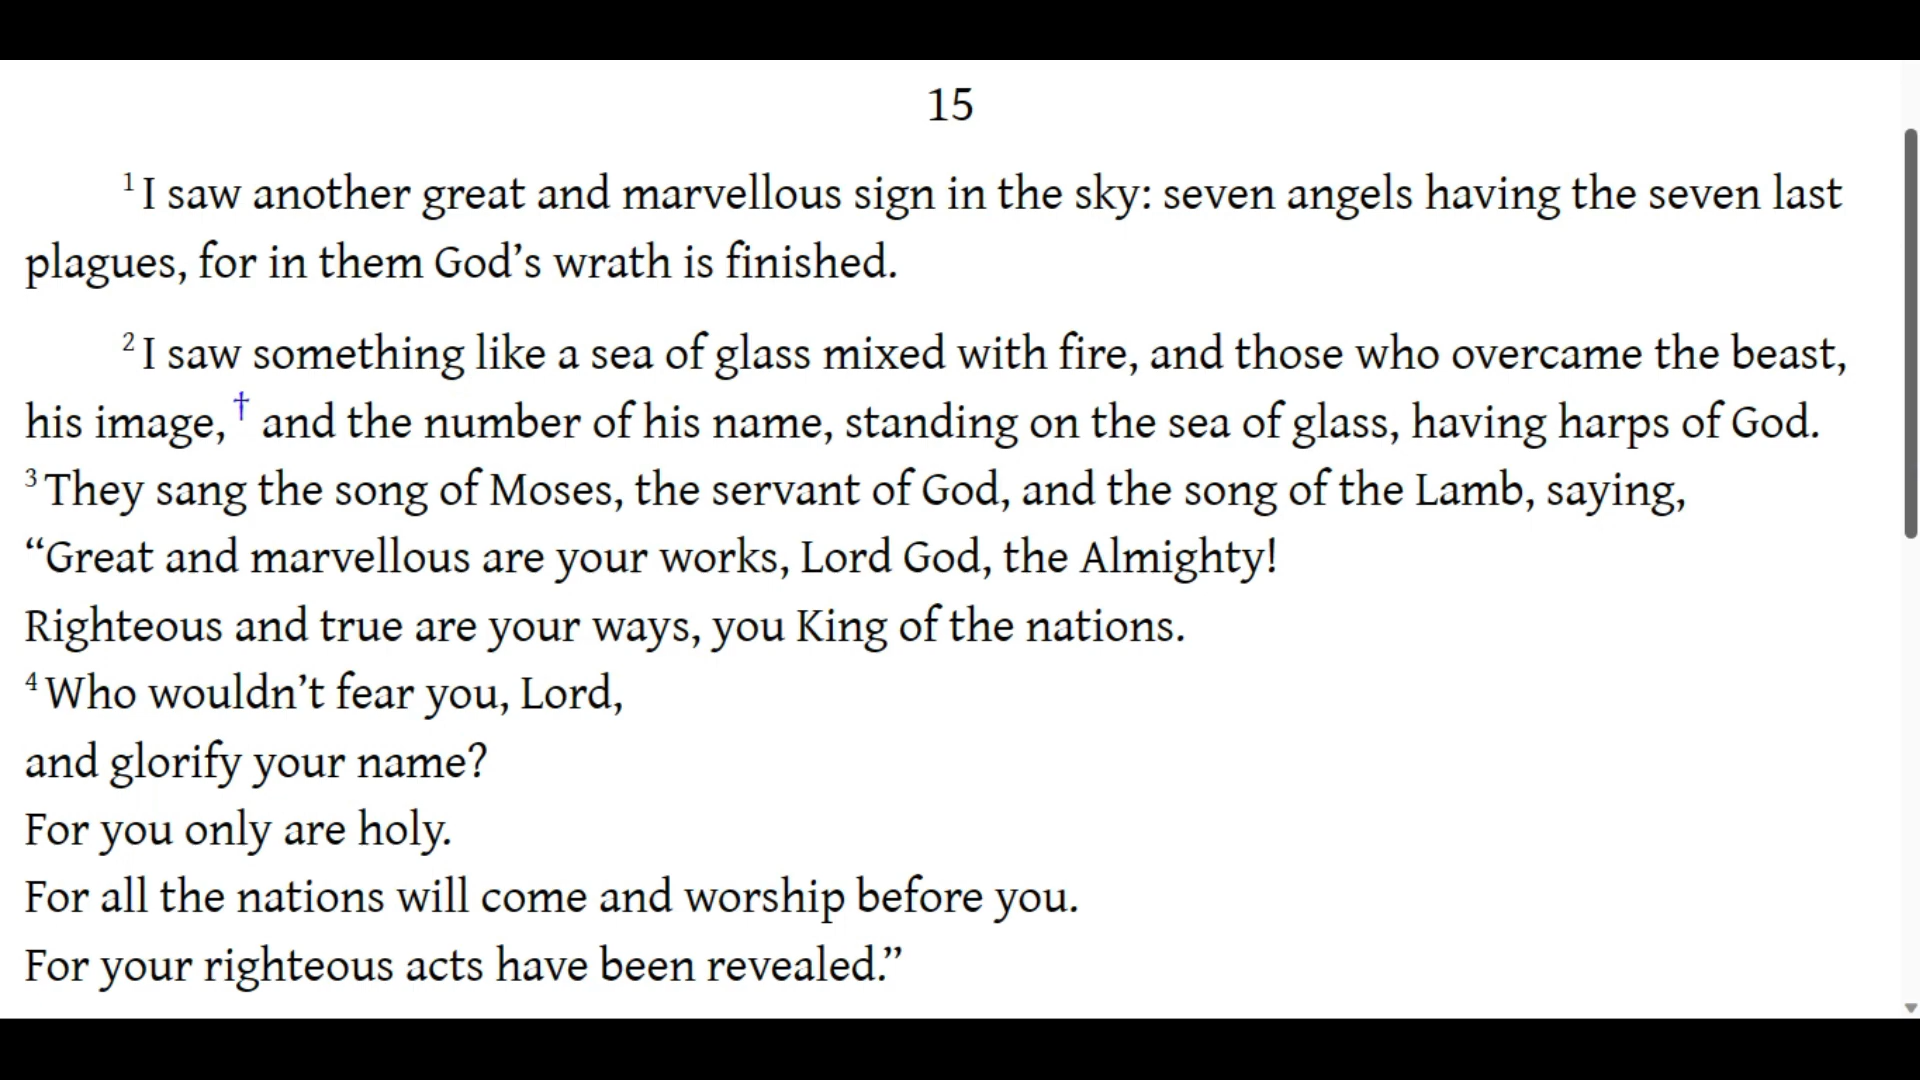 15
1 I saw another great and marvellous sign in the sky: seven angels having the seven last
plagues, for in them God’s wrath is finished.
2 I saw something like a sea of glass mixed with fire, and those who overcame the beast,
his image,† and the number of his name, standing on the sea of glass, having harps of God.
3 They sang the song of Moses, the servant of God, and the song of the Lamb, saying,
“Great and marvellous are your works, Lord God, the Almighty!
Righteous and true are your ways, you King of the nations.
4 Who wouldn’t fear you, Lord,
and glorify your name?
For you only are holy.
For all the nations will come and worship before you.
For your righteous acts have been revealed.”